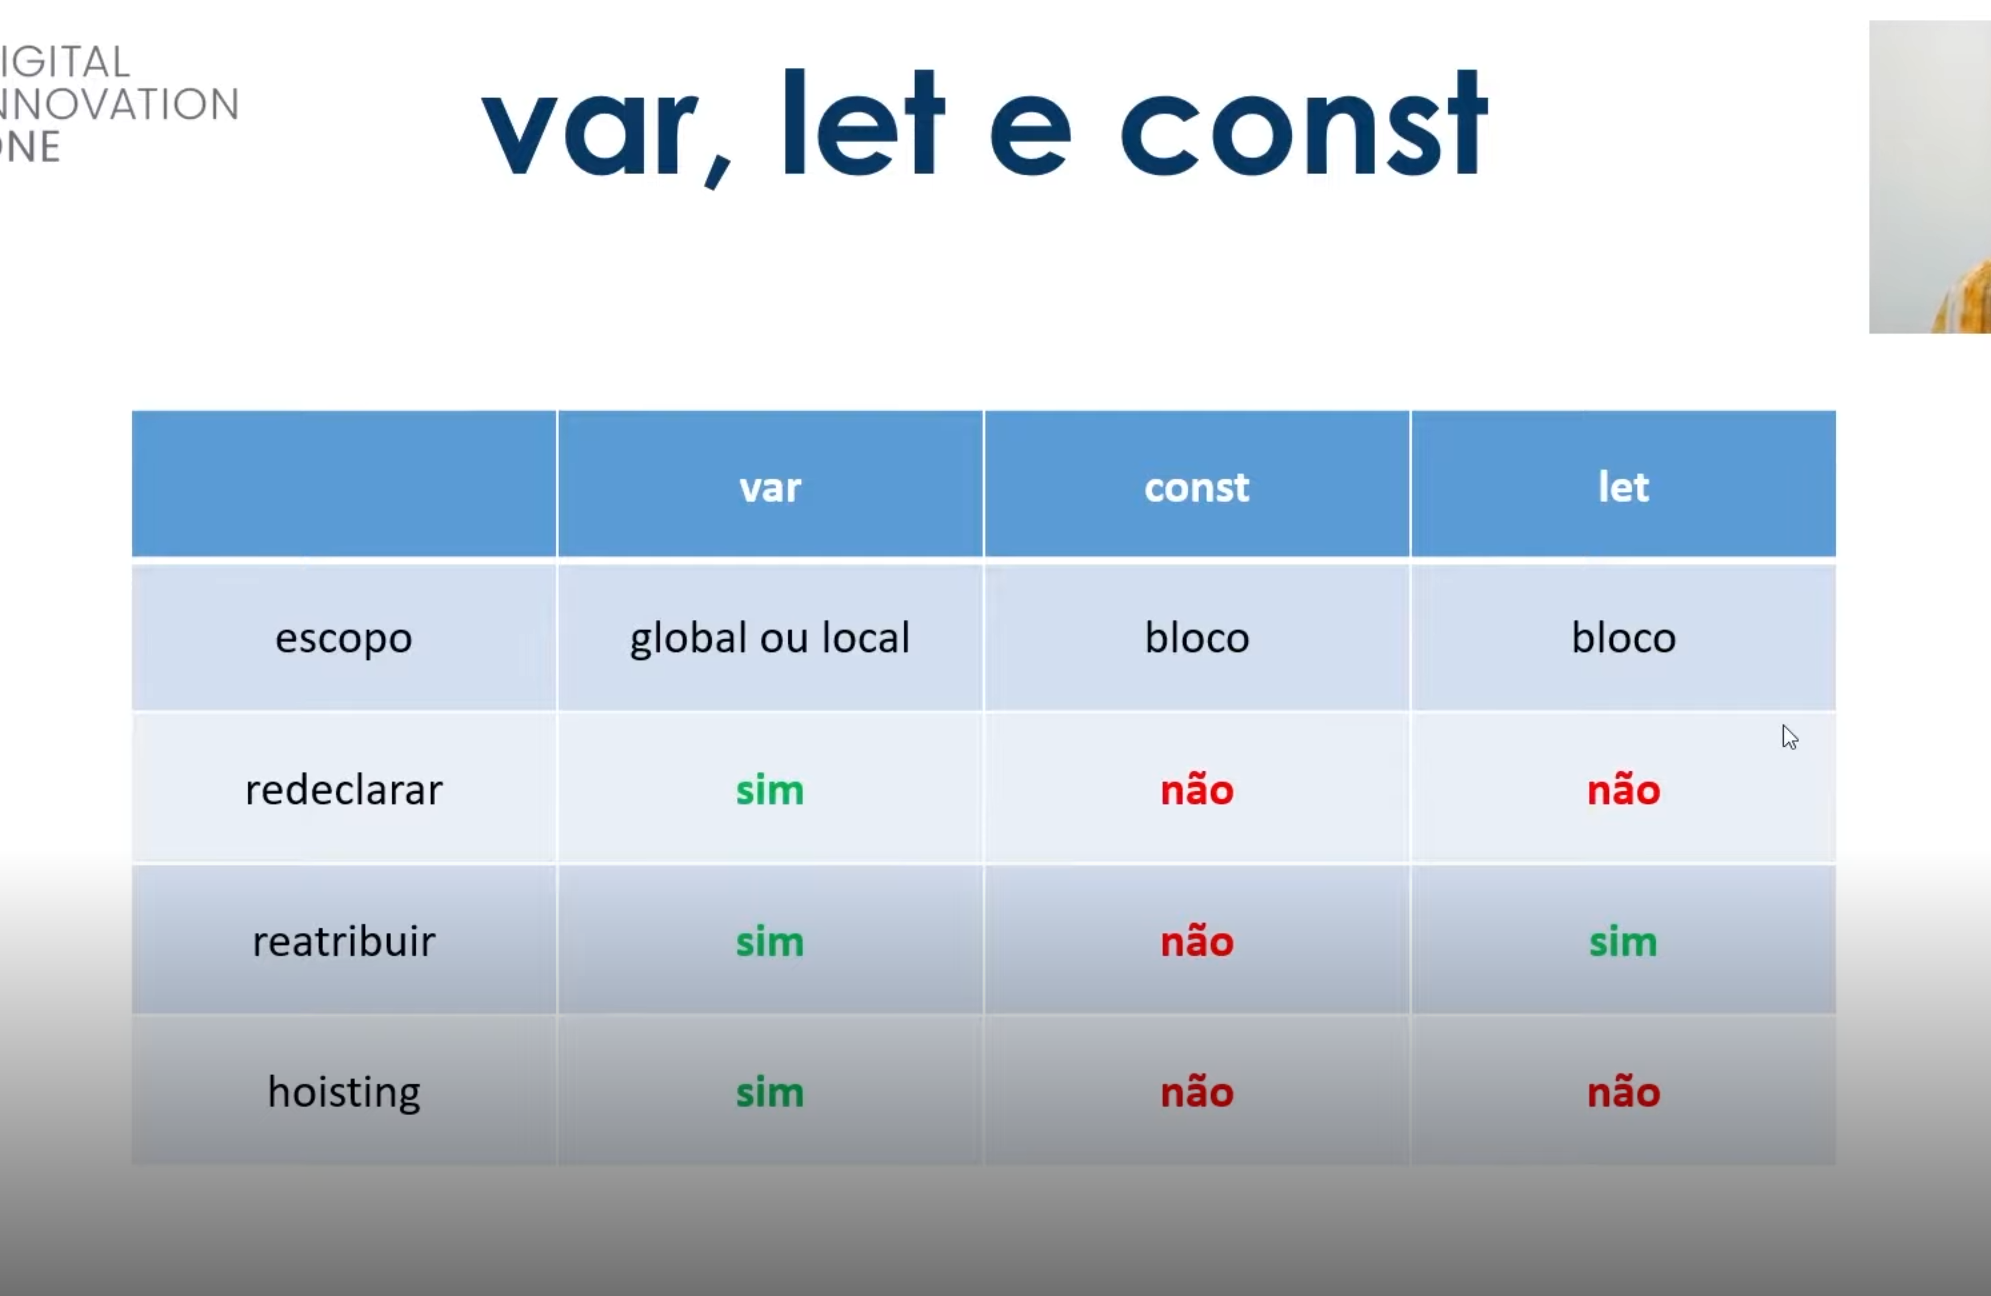 IGITAL
NNOVATION
NE
var, let e const
var const let
escopo global ou local bloco bloco
redeclarar sim não não
reatribuir sim não sim
hoisting sim não não